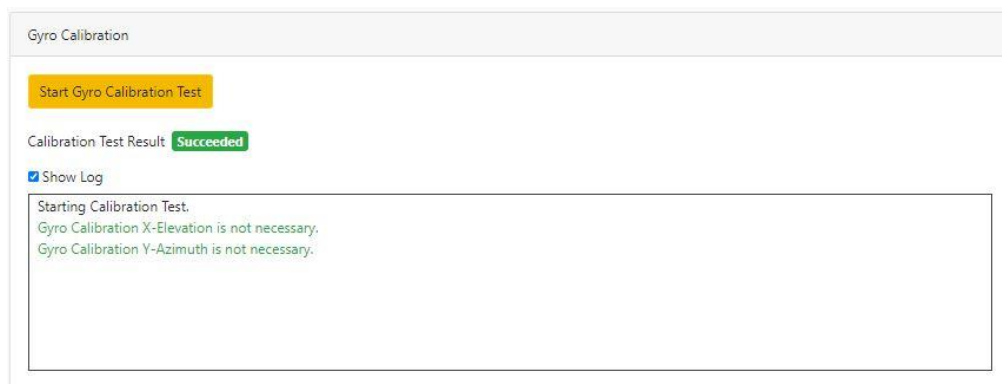 Gyro Calibration
Start Gyro Calibration Test
Calibration Test Result Succeeded
Show Log
Starting Calibration Test.
Gyro Calibration X-Elevation is not necessary.
Gyro Calibration Y-Azimuth is not necessary.